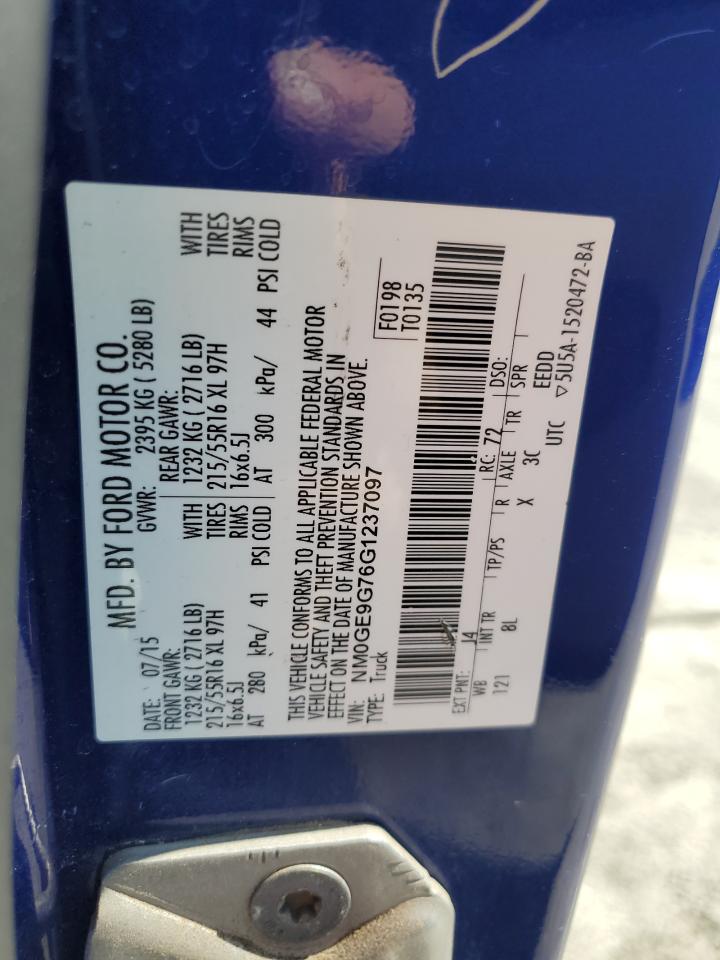 MFD. BY FORD MOTOR CO.
DATE: 07/15 GVWR: 2395 KG ( 5280 LB)
FRONT GAWR: REAR GAWR:
1232 KG ( 2716 LB) WITH 1232 KG ( 2716 LB) WITH
215/55R16 XL 97H TIRES 215/55R16 XL 97H TIRES
16x6.5J RIMS 16x6.5J RIMS
AT 280 kPa/ 41 PSI COLD AT 300 kPa/ 44 PSI COLD
THIS VEHICLE CONFORMS TO ALL APPLICABLE FEDERAL MOTOR
VEHICLE SAFETY AND THEFT PREVENTION STANDARDS IN
EFFECT ON THE DATE OF MANUFACTURE SHOWN ABOVE.
VIN: NM0GE9G76G1237097
TYPE: Truck
F0198
T0135
EXT PNT: J4 RC: 72 DSO:
WB INT TR TP/PS R AXLE TR SPR
121 8L X 3C EEDD
UTC ▽5U5A-1520472-BA